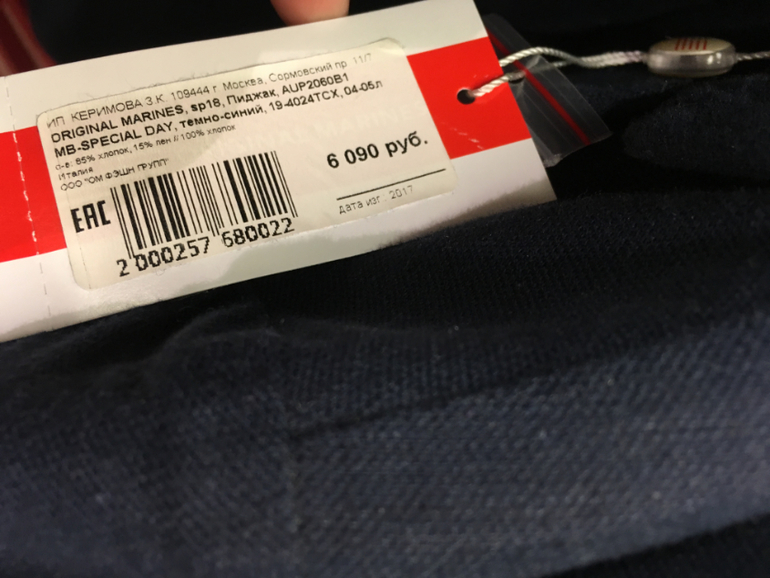 ИП КЕРИМОВА З.К. 109444 г. Москва, Сормовский пр. 11/7
ORIGINAL MARINES, sp18, Пиджак, AUP2060B1
MB-SPECIAL DAY, темно-синий, 19-4024TCX, 04-05л
d-e: 85% хлопок, 15% лен // 100% хлопок
Италия
ООО "ОМ ФЭШН ГРУПП"
6 090 руб.
EAC
дата изг.: 2017
2 000257 680022